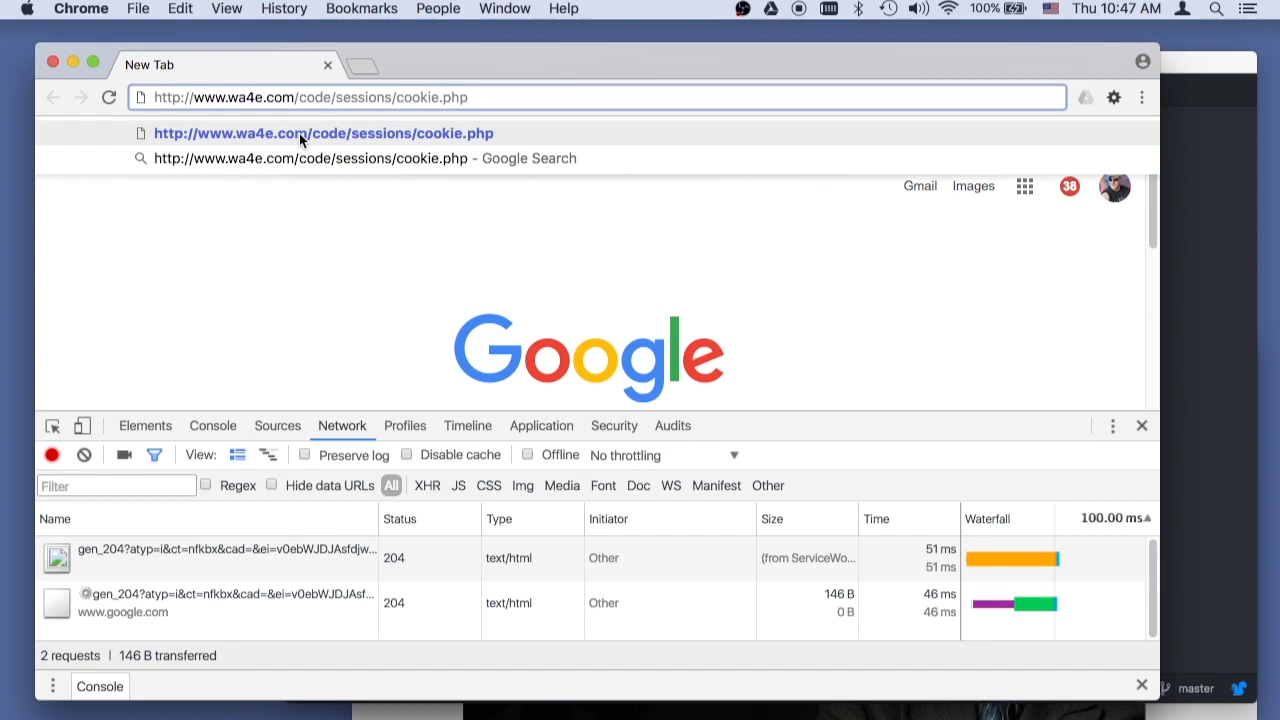 Chrome File Edit View History Bookmarks People Window Help 100% Thu 10:47 AM
New Tab
http://www.wa4e.com/code/sessions/cookie.php
http://www.wa4e.com/code/sessions/cookie.php
http://www.wa4e.com/code/sessions/cookie.php - Google Search
Gmail Images 38
Google
Elements Console Sources Network Profiles Timeline Application Security Audits
View: Preserve log Disable cache Offline No throttling
Filter Regex Hide data URLs All XHR JS CSS Img Media Font Doc WS Manifest Other
Name Status Type Initiator Size Time Waterfall 100.00 ms
gen_204?atyp=i&ct=nfkbx&cad=&ei=v0ebWJDJAsfdjw... 204 text/html Other (from ServiceWo... 51 ms
51 ms
gen_204?atyp=i&ct=nfkbx&cad=&ei=v0ebWJDJAsf... 204 text/html Other 146 B 46 ms
www.google.com 0 B 46 ms
2 requests | 146 B transferred
Console
master